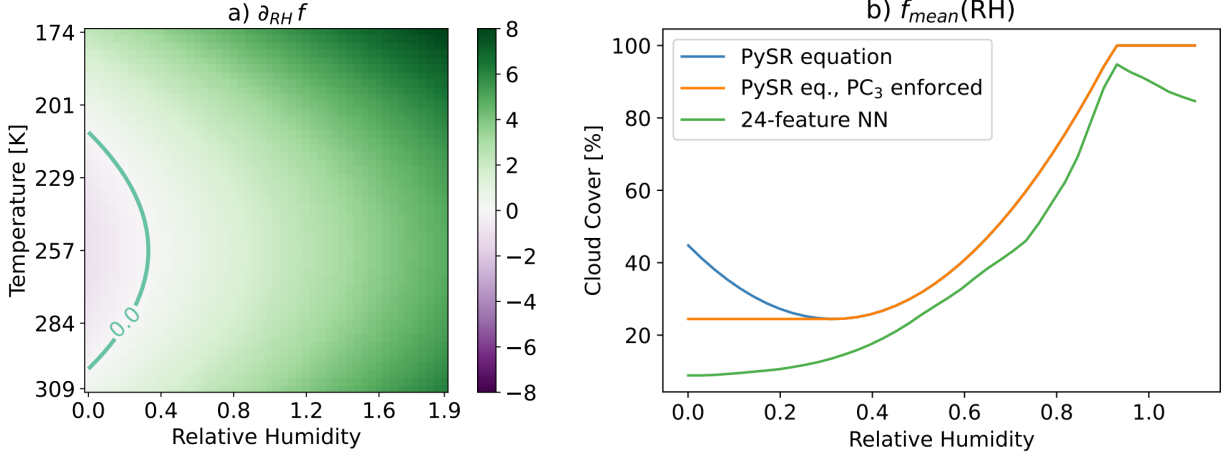 a) ∂RH f
174
201
229
257
284
309
Temperature [K]
0.0
0.0 0.4 0.8 1.2 1.6 1.9
Relative Humidity
8
6
4
2
0
−2
−4
−6
−8
b) fmean(RH)
PySR equation
PySR eq., PC3 enforced
24-feature NN
100
80
60
40
20
Cloud Cover [%]
0.0 0.2 0.4 0.6 0.8 1.0
Relative Humidity